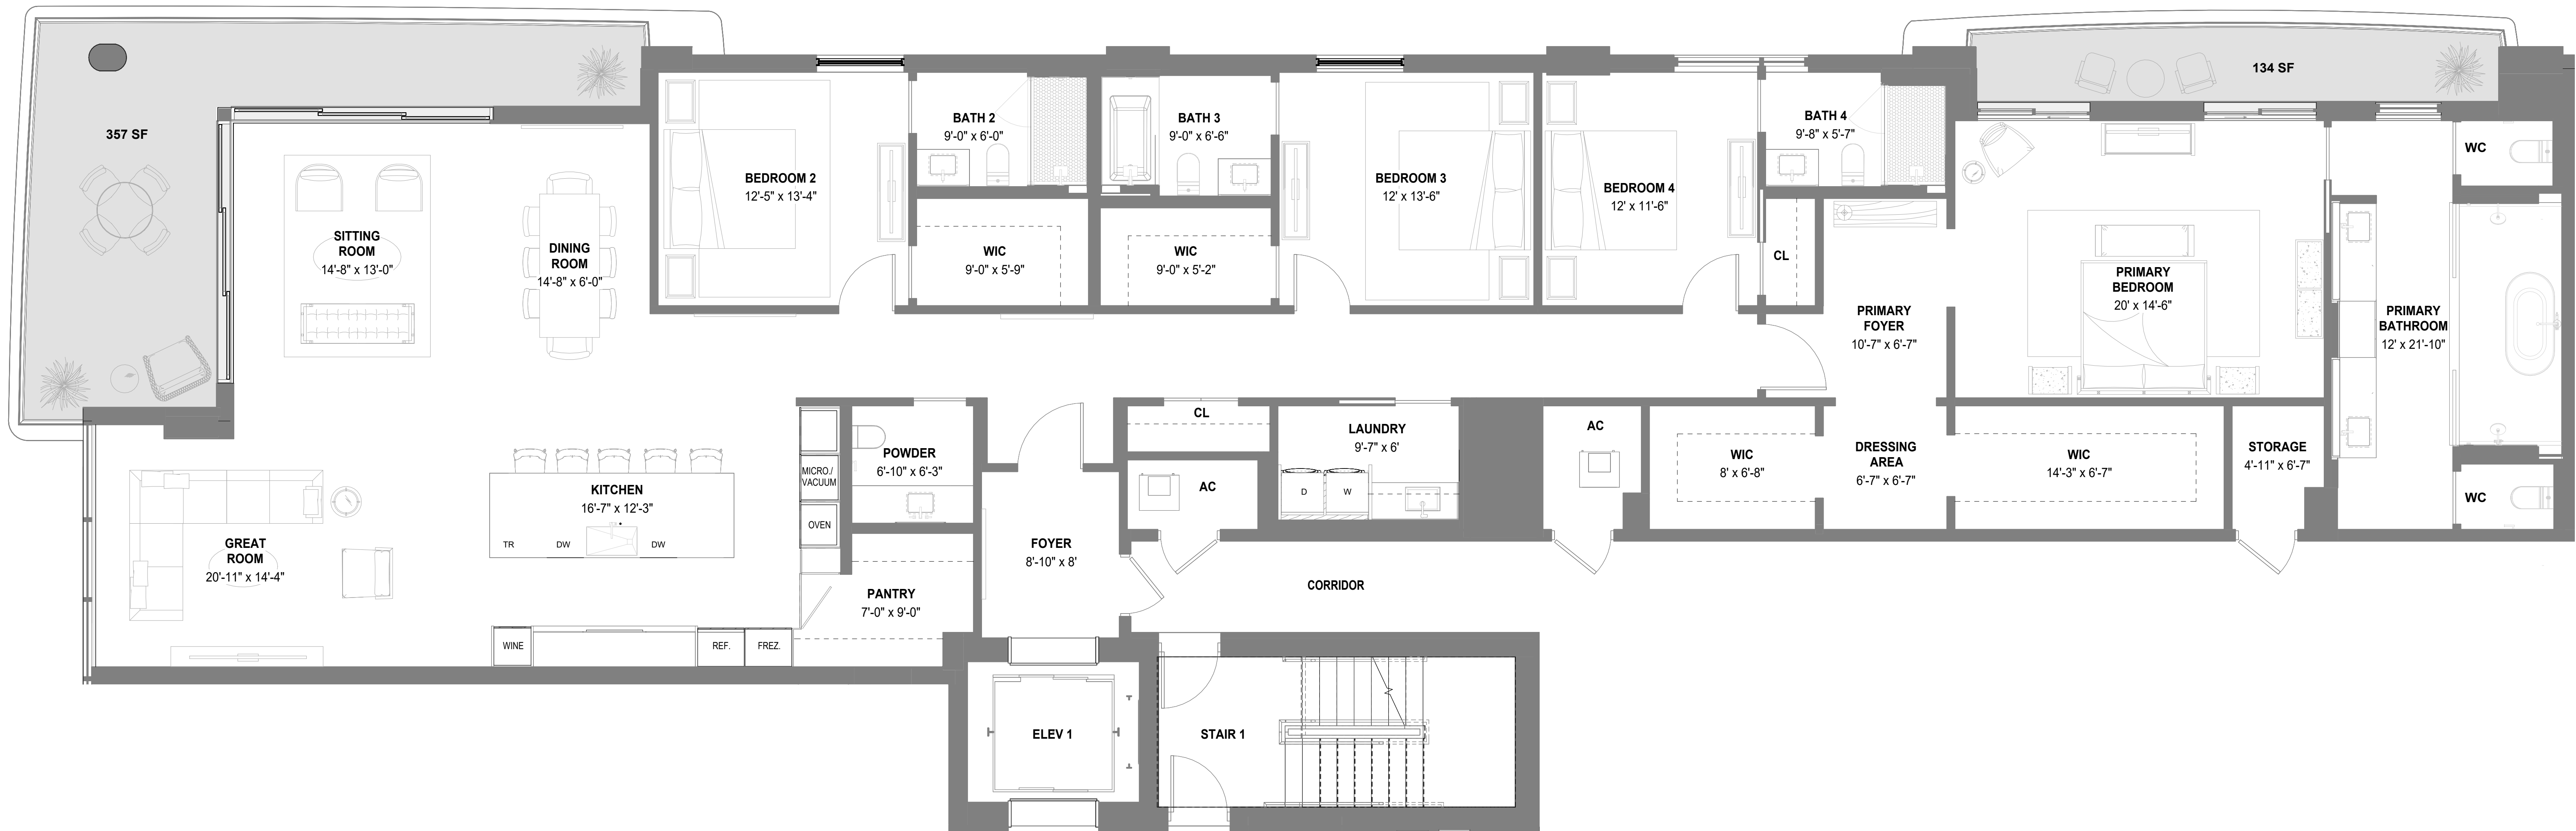 357 SF
134 SF
BEDROOM 2
12'-5" x 13'-4"
BATH 2
9'-0" x 6'-0"
BATH 3
9'-0" x 6'-6"
BEDROOM 3
12' x 13'-6"
BEDROOM 4
12' x 11'-6"
BATH 4
9'-8" x 5'-7"
WC
SITTING
ROOM
14'-8" x 13'-0"
DINING
ROOM
14'-8" x 6'-0"
WIC
9'-0" x 5'-9"
WIC
9'-0" x 5'-2"
CL
PRIMARY
FOYER
10'-7" x 6'-7"
PRIMARY
BEDROOM
20' x 14'-6"
PRIMARY
BATHROOM
12' x 21'-10"
MICRO./
VACUUM
OVEN
POWDER
6'-10" x 6'-3"
CL
AC
LAUNDRY
9'-7" x 6'
D
W
AC
WIC
8' x 6'-8"
DRESSING
AREA
6'-7" x 6'-7"
WIC
14'-3" x 6'-7"
STORAGE
4'-11" x 6'-7"
WC
KITCHEN
16'-7" x 12'-3"
TR
DW
DW
GREAT
ROOM
20'-11" x 14'-4"
FOYER
8'-10" x 8'
PANTRY
7'-0" x 9'-0"
CORRIDOR
WINE
REF.
FREZ.
ELEV 1
STAIR 1